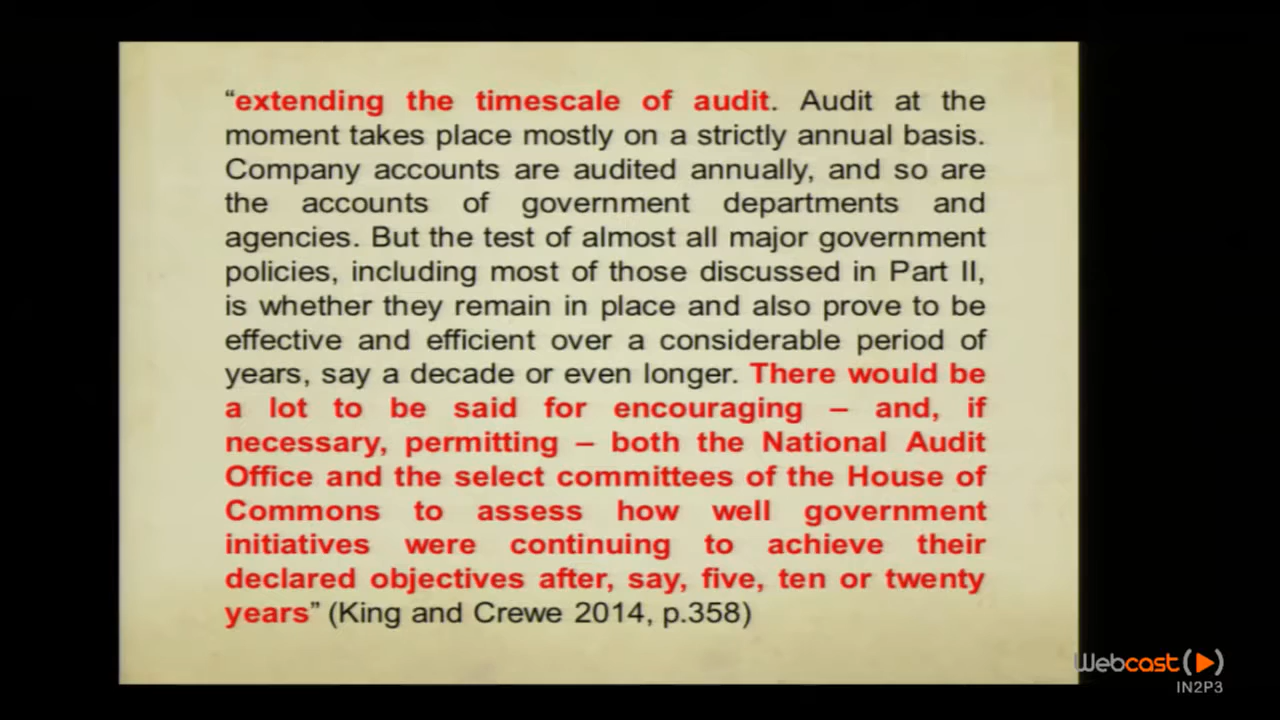 “extending the timescale of audit. Audit at the
moment takes place mostly on a strictly annual basis.
Company accounts are audited annually, and so are
the accounts of government departments and
agencies. But the test of almost all major government
policies, including most of those discussed in Part II,
is whether they remain in place and also prove to be
effective and efficient over a considerable period of
years, say a decade or even longer. There would be
a lot to be said for encouraging – and, if
necessary, permitting – both the National Audit
Office and the select committees of the House of
Commons to assess how well government
initiatives were continuing to achieve their
declared objectives after, say, five, ten or twenty
years” (King and Crewe 2014, p.358)
Webcast
IN2P3